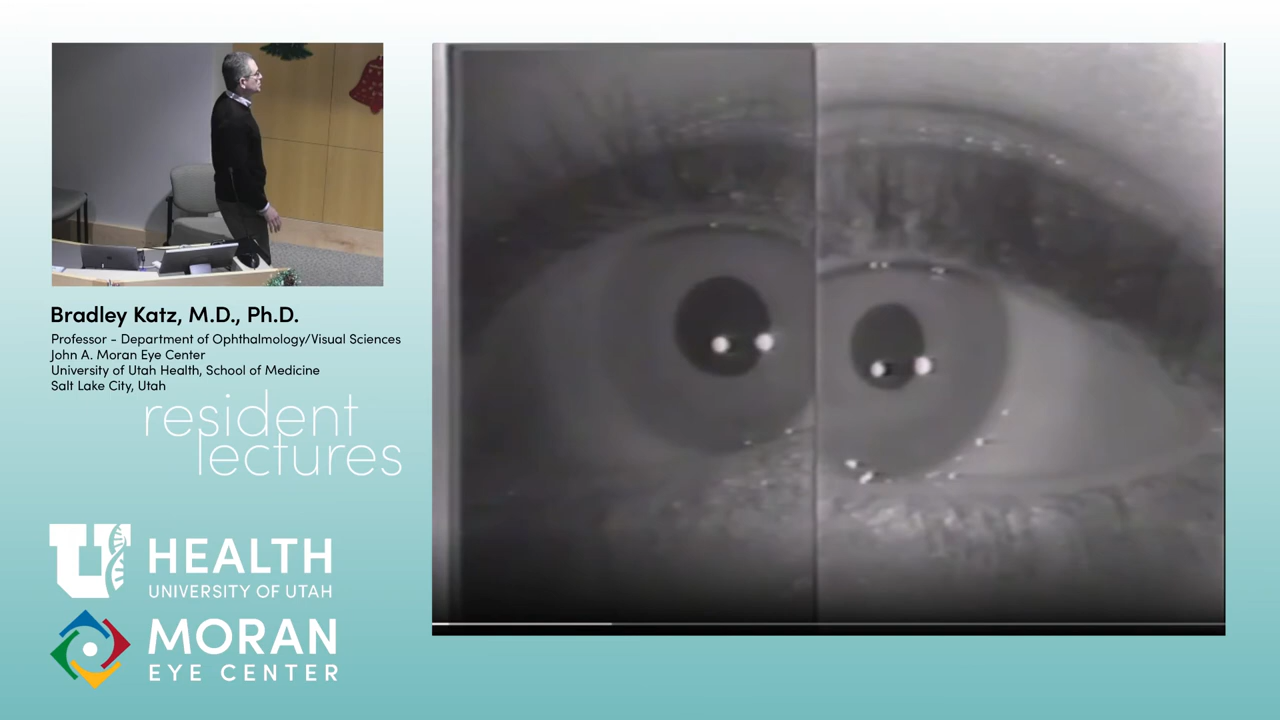 Bradley Katz, M.D., Ph.D.
Professor - Department of Ophthalmology/Visual Sciences
John A. Moran Eye Center
University of Utah Health, School of Medicine
Salt Lake City, Utah
resident
lectures
U HEALTH
UNIVERSITY OF UTAH
MORAN
EYE CENTER